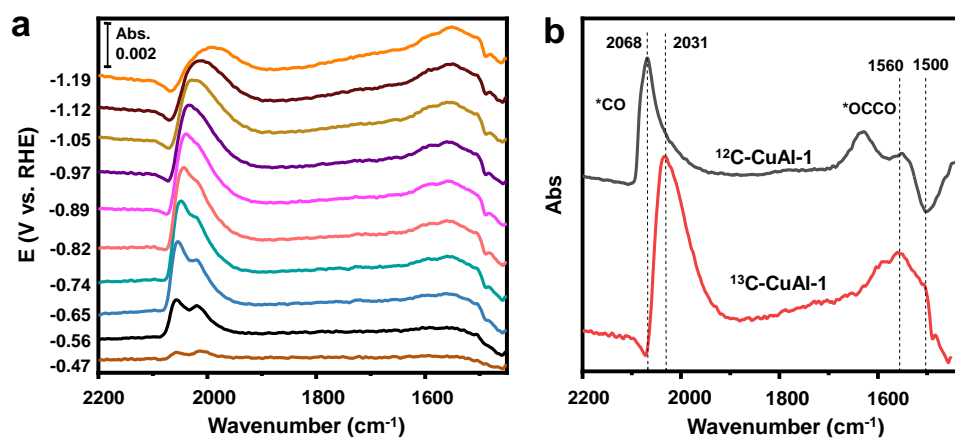 a
Abs.
0.002
E (V vs. RHE)
-1.19
-1.12
-1.05
-0.97
-0.89
-0.82
-0.74
-0.65
-0.56
-0.47
2200 2000 1800 1600
Wavenumber (cm⁻¹)
b
2068 2031 1560 1500
*CO *OCCO
¹²C-CuAl-1
¹³C-CuAl-1
Abs
2200 2000 1800 1600
Wavenumber (cm⁻¹)